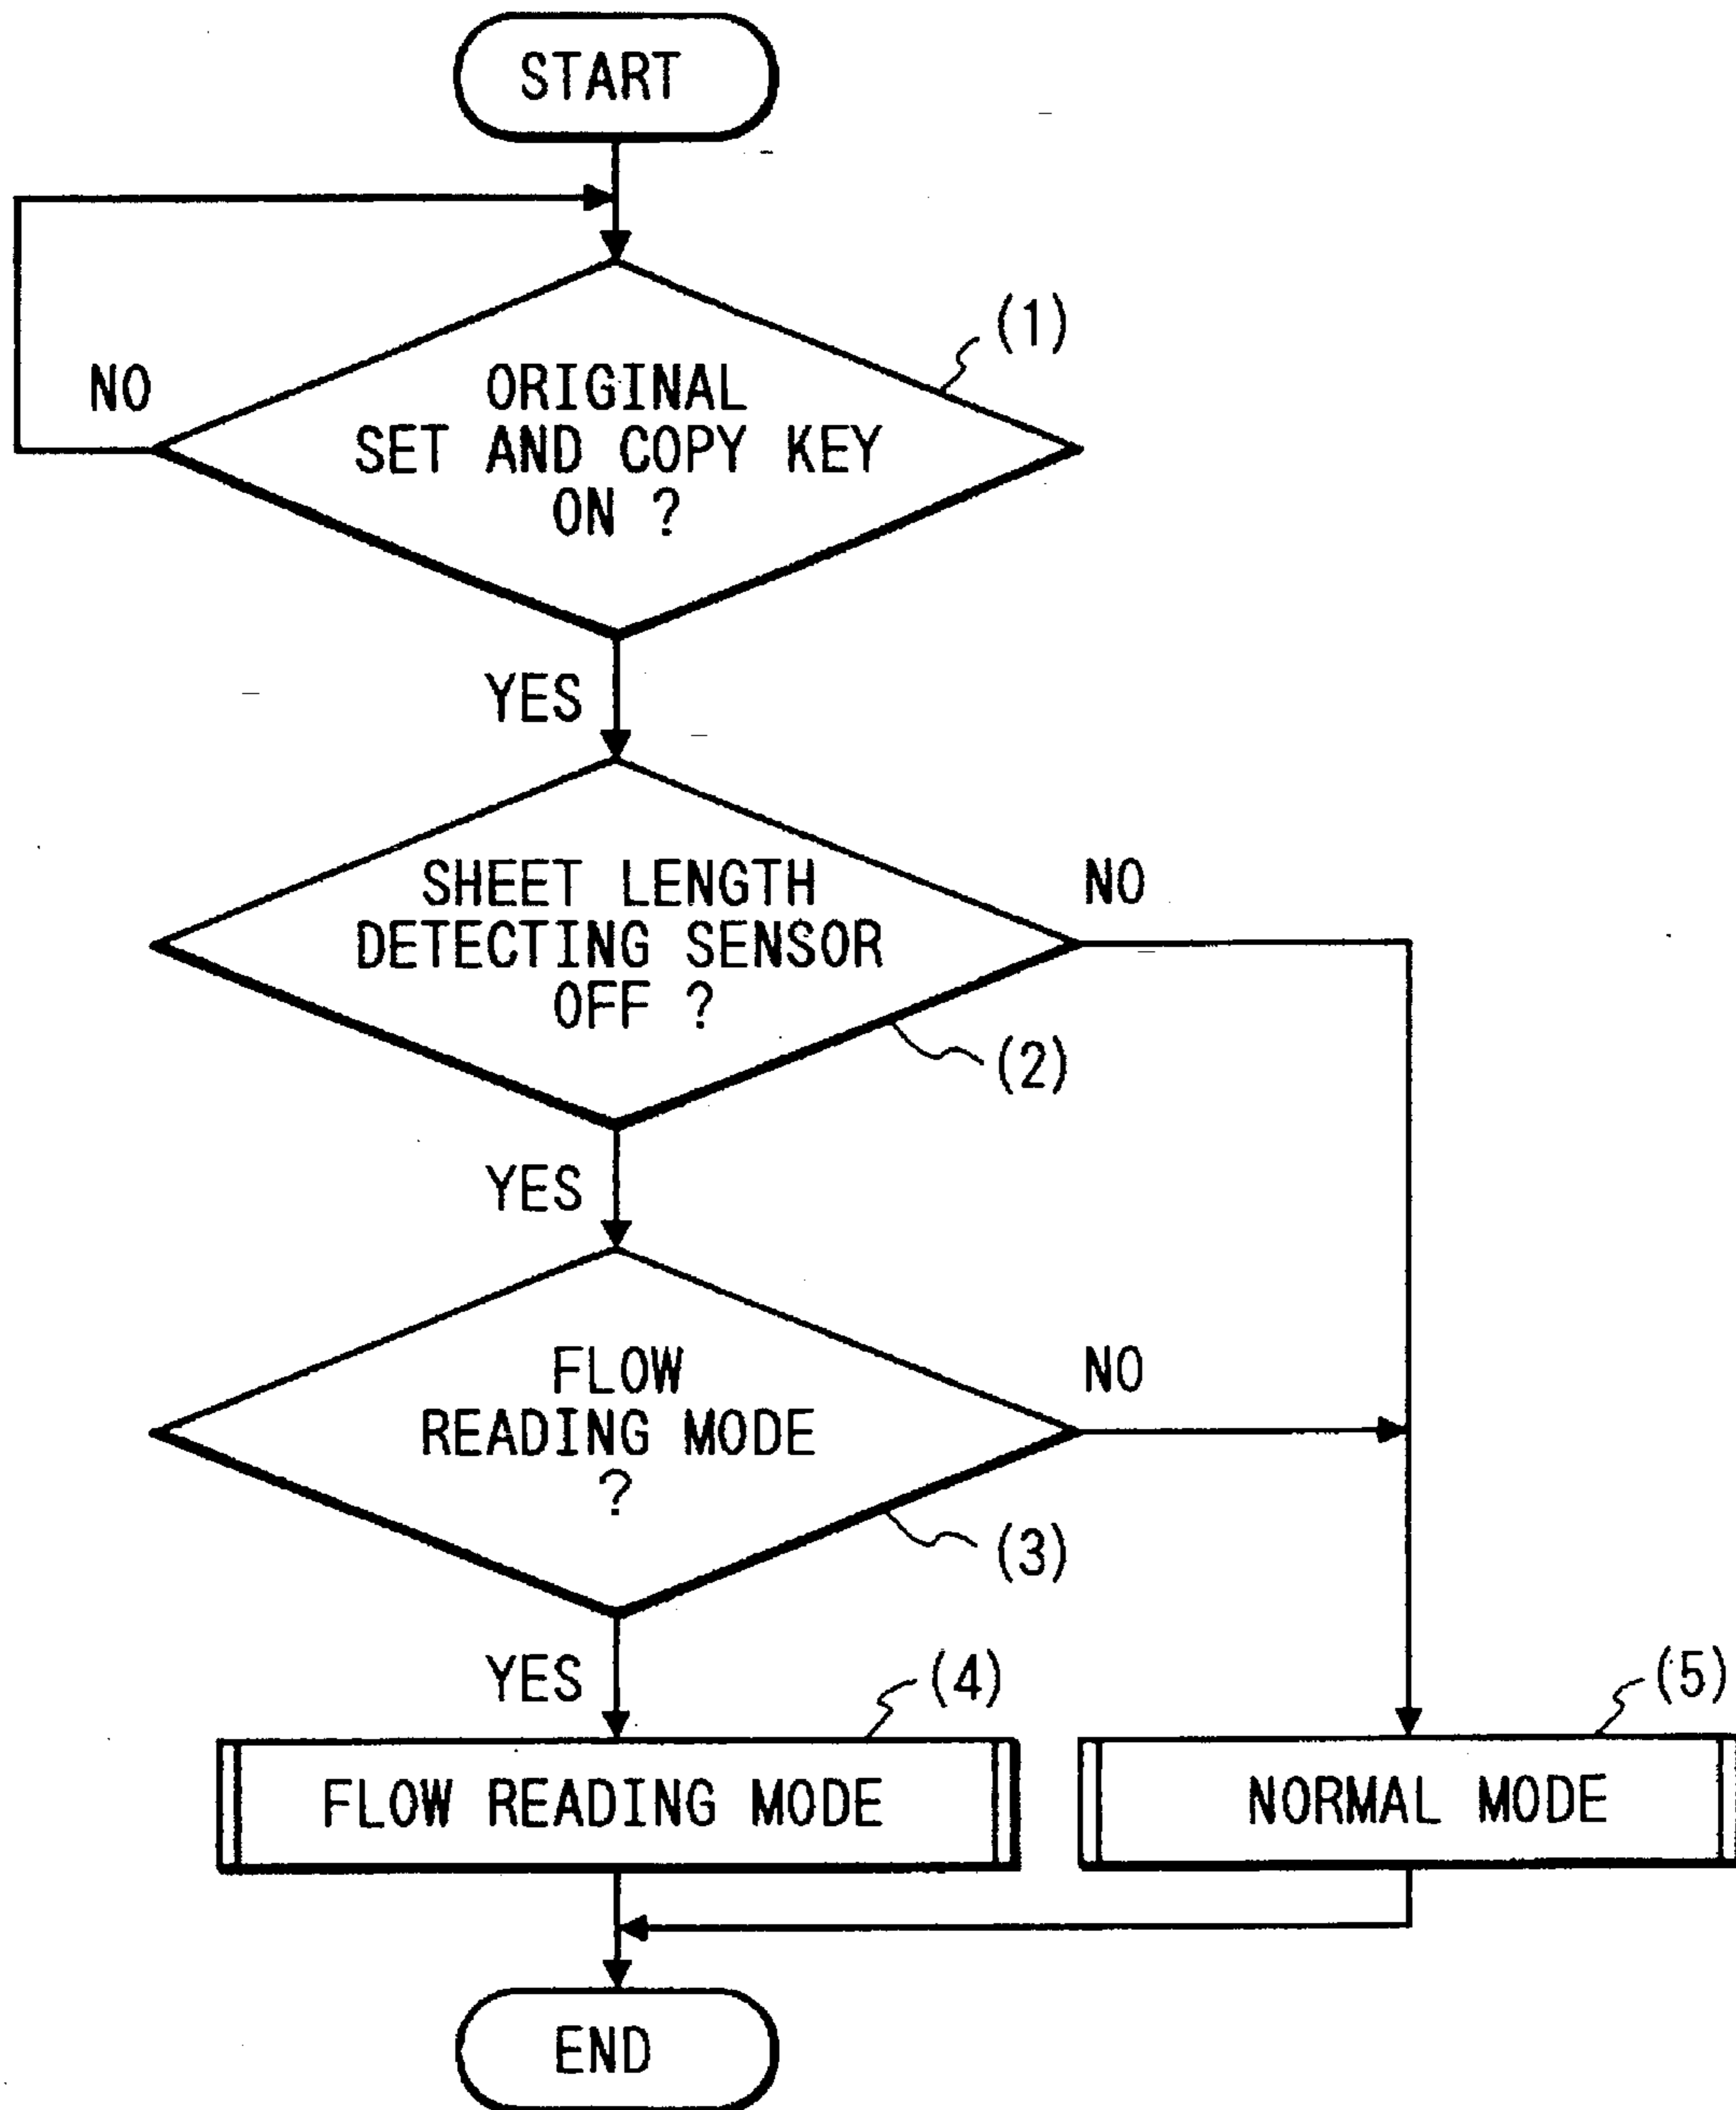 START
(1)
NO
ORIGINAL
SET AND COPY KEY
ON ?
YES
SHEET LENGTH
DETECTING SENSOR
OFF ?
NO
(2)
YES
FLOW
READING MODE
?
NO
(3)
YES
(4)
(5)
FLOW READING MODE
NORMAL MODE
END